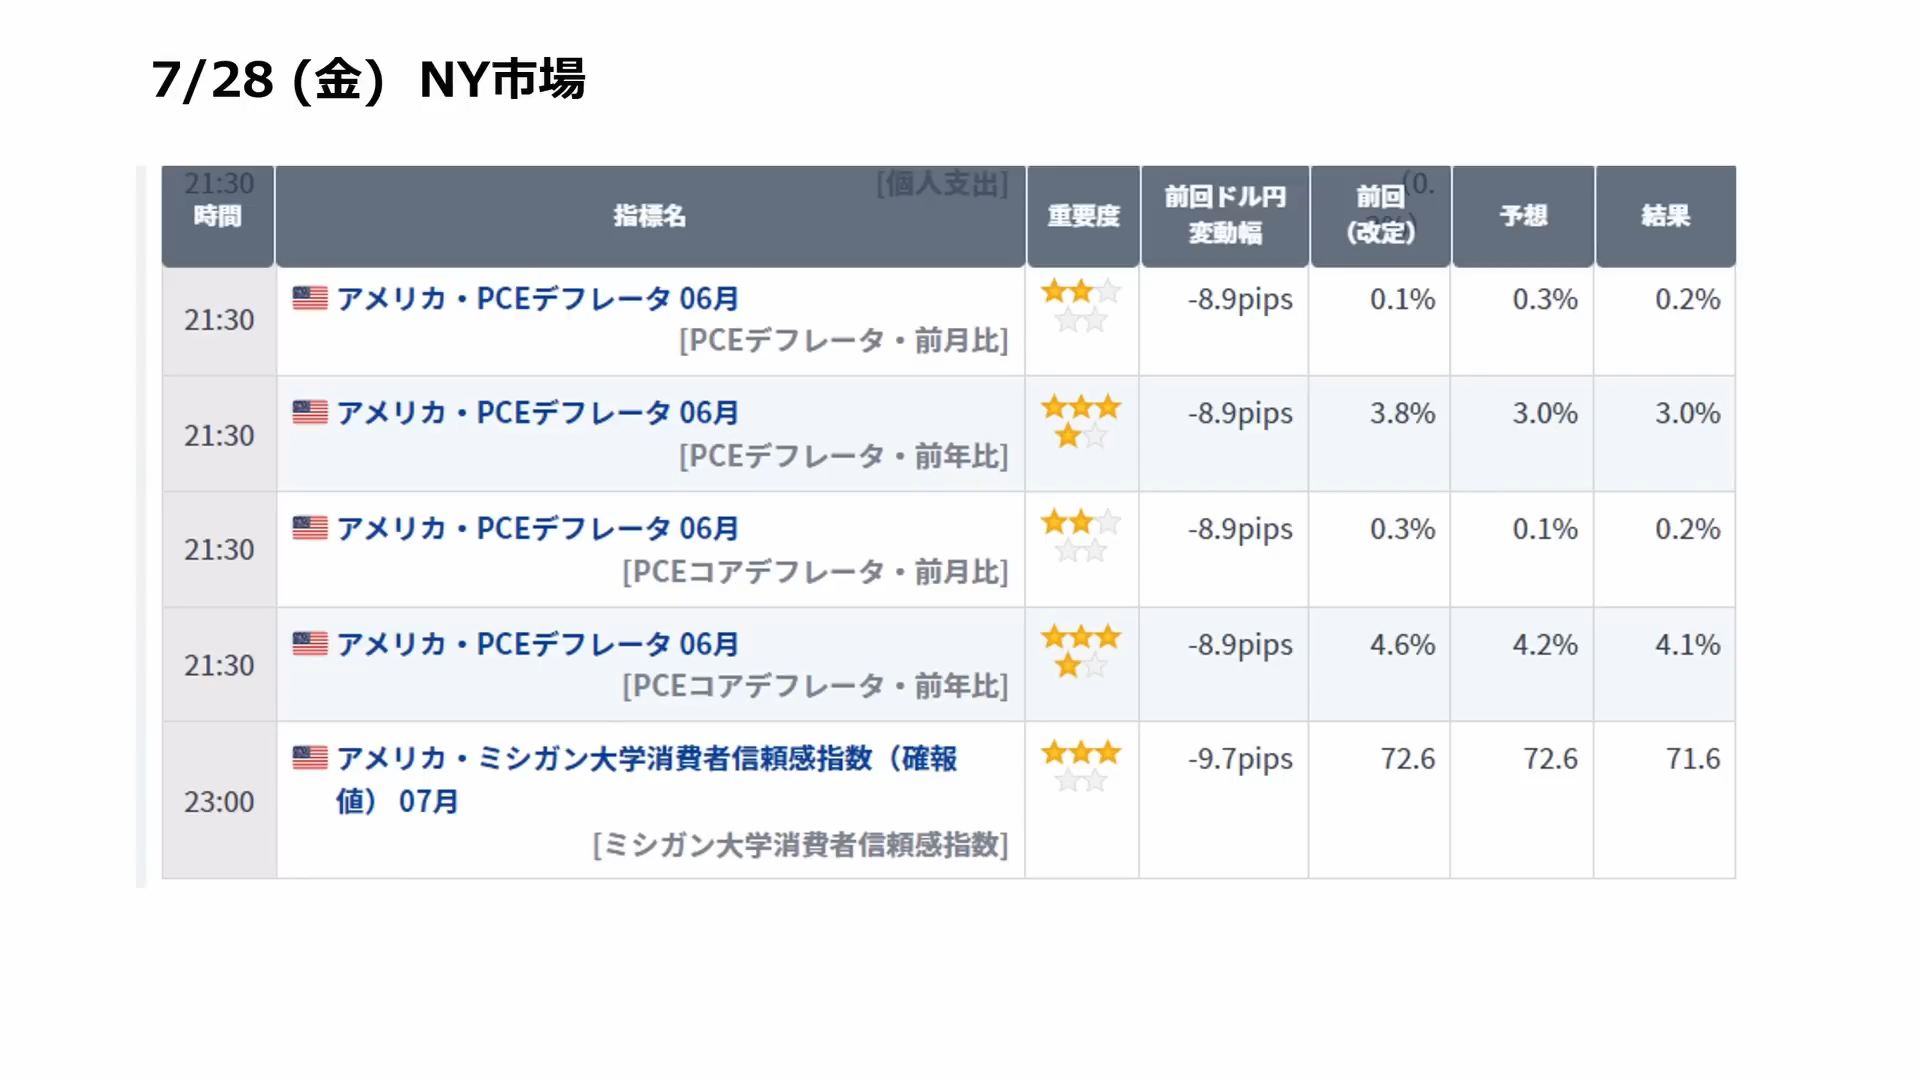 7/28 (金) NY市場
21:30 [個人支出] (0.
時間 指標名 重要度 前回ドル円変動幅 前回(改定) 予想 結果
21:30 アメリカ・PCEデフレータ 06月 -8.9pips 0.1% 0.3% 0.2%
[PCEデフレータ・前月比]
21:30 アメリカ・PCEデフレータ 06月 -8.9pips 3.8% 3.0% 3.0%
[PCEデフレータ・前年比]
21:30 アメリカ・PCEデフレータ 06月 -8.9pips 0.3% 0.1% 0.2%
[PCEコアデフレータ・前月比]
21:30 アメリカ・PCEデフレータ 06月 -8.9pips 4.6% 4.2% 4.1%
[PCEコアデフレータ・前年比]
23:00 アメリカ・ミシガン大学消費者信頼感指数（確報 -9.7pips 72.6 72.6 71.6
値） 07月
[ミシガン大学消費者信頼感指数]